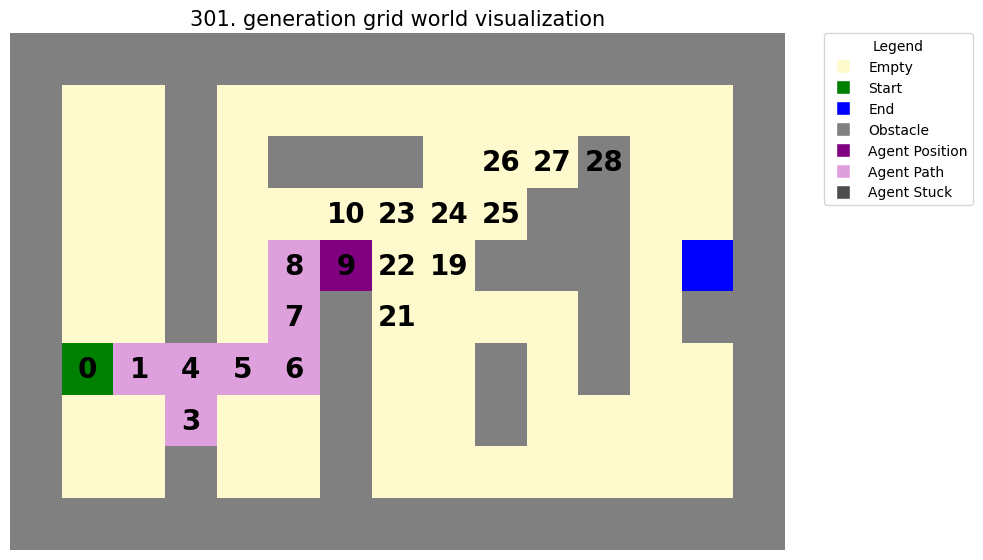 301. generation grid world visualization
Legend
Empty
Start
End
Obstacle
Agent Position
Agent Path
Agent Stuck
26 27 28
10 23 24 25
8 9 22 19
7 21
0 1 4 5 6
3